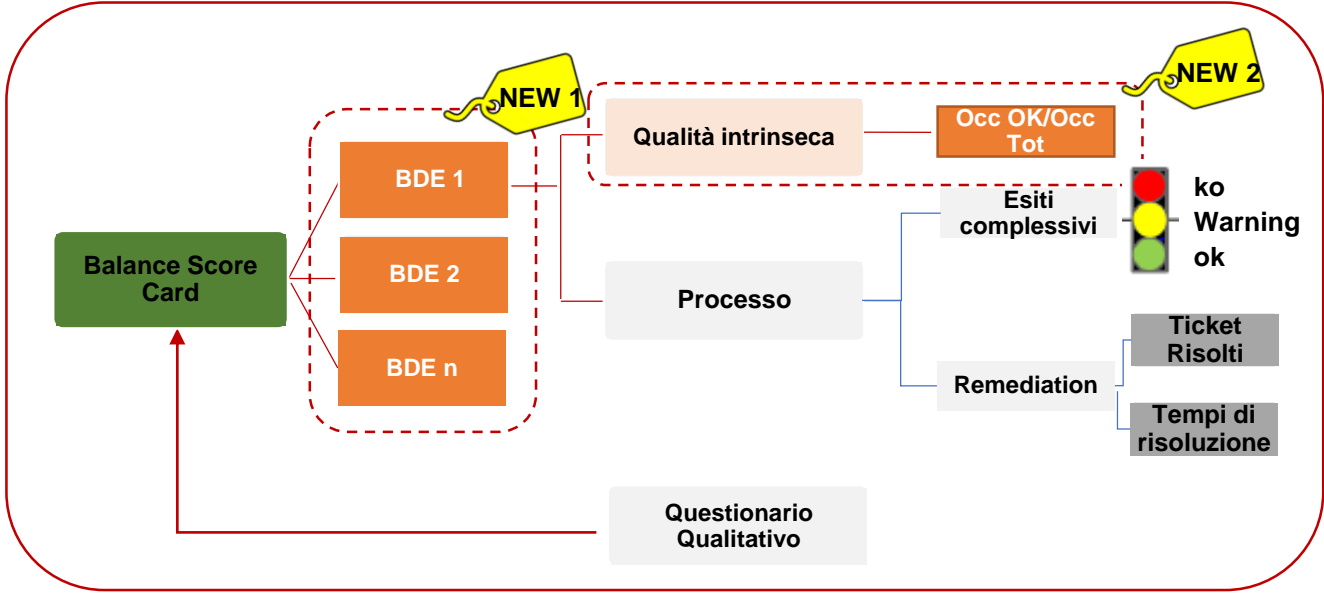 NEW 1
NEW 2
Qualità intrinseca
Occ OK/Occ
Tot
BDE 1
ko
Esiti
complessivi
Warning
ok
Balance Score
Card
BDE 2
Processo
Ticket
Risolti
BDE n
Remediation
Tempi di
risoluzione
Questionario
Qualitativo